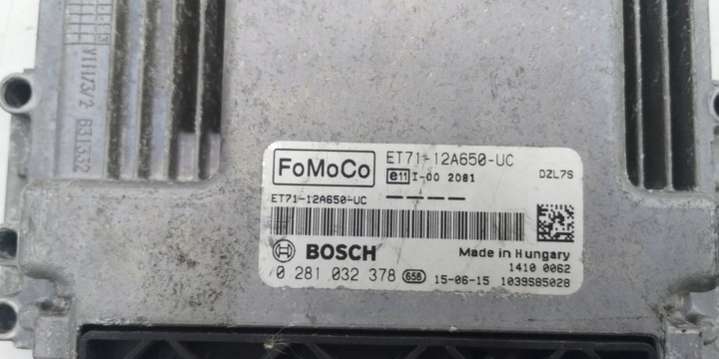 FoMoCo
ET71-12A650-UC
e11 I-00 2081
DZL7S
ET71-12A650-UC
BOSCH
Made in Hungary
1410 0062
0 281 032 378 656 15-06-15 1039S85028